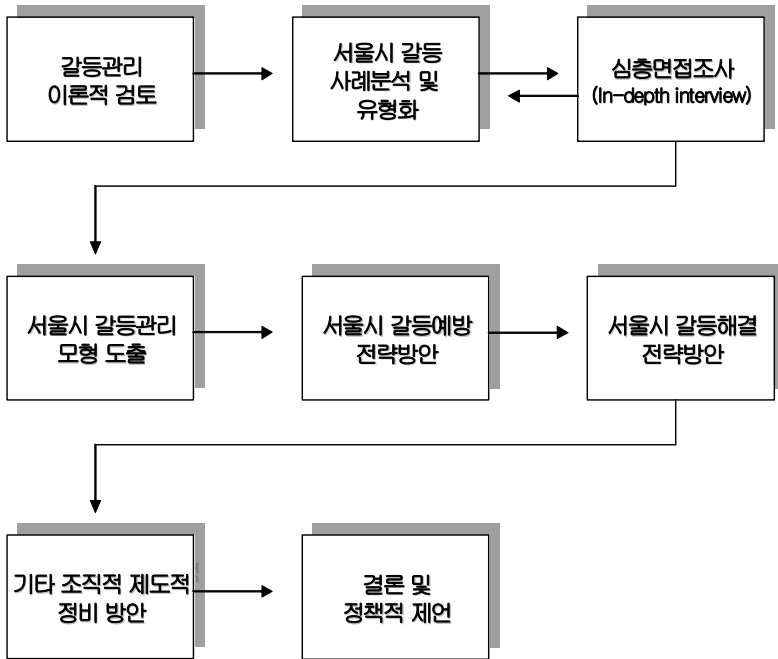 갈등관리
이론적 검토
서울시 갈등
사례분석 및
유형화
심층면접조사
(In-depth interview)
서울시 갈등관리
모형 도출
서울시 갈등예방
전략방안
서울시 갈등해결
전략방안
기타 조직적 제도적
정비 방안
결론 및
정책적 제언